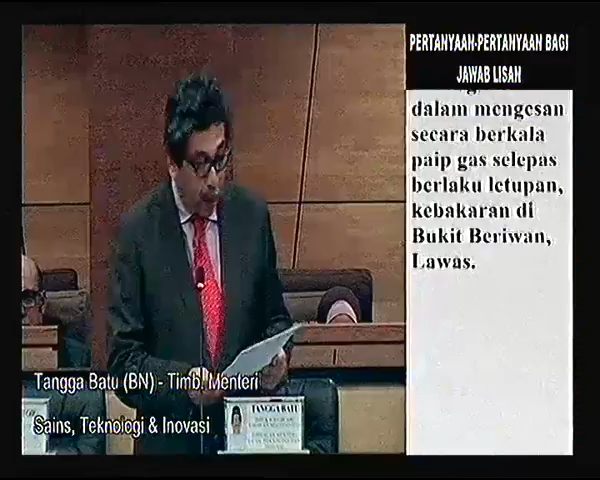 PERTANYAAN-PERTANYAAN BAGI
JAWAB LISAN
dalam mengesan
secara berkala
paip gas selepas
berlaku letupan,
kebakaran di
Bukit Beriwan,
Lawas.
Tangga Batu (BN) - Timb. Menteri
Sains, Teknologi & Inovasi
TANGGA BATU